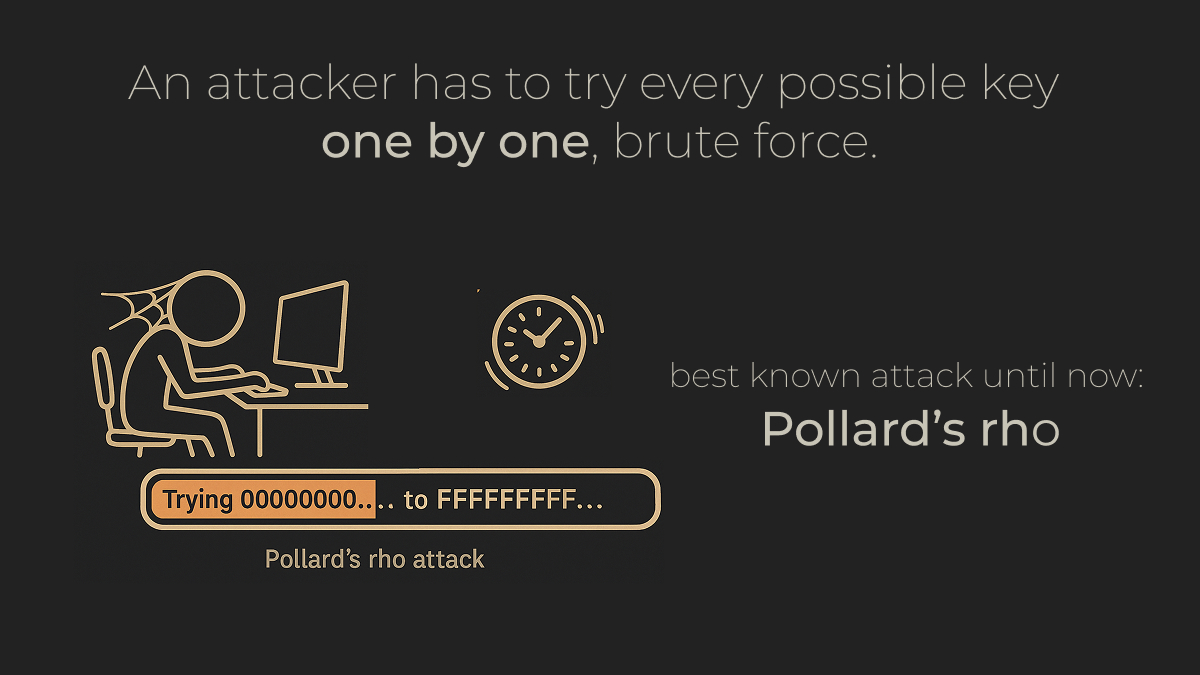 An attacker has to try every possible key
one by one, brute force.
best known attack until now:
Pollard’s rho
Trying 00000000.... to FFFFFFFFF...
Pollard’s rho attack